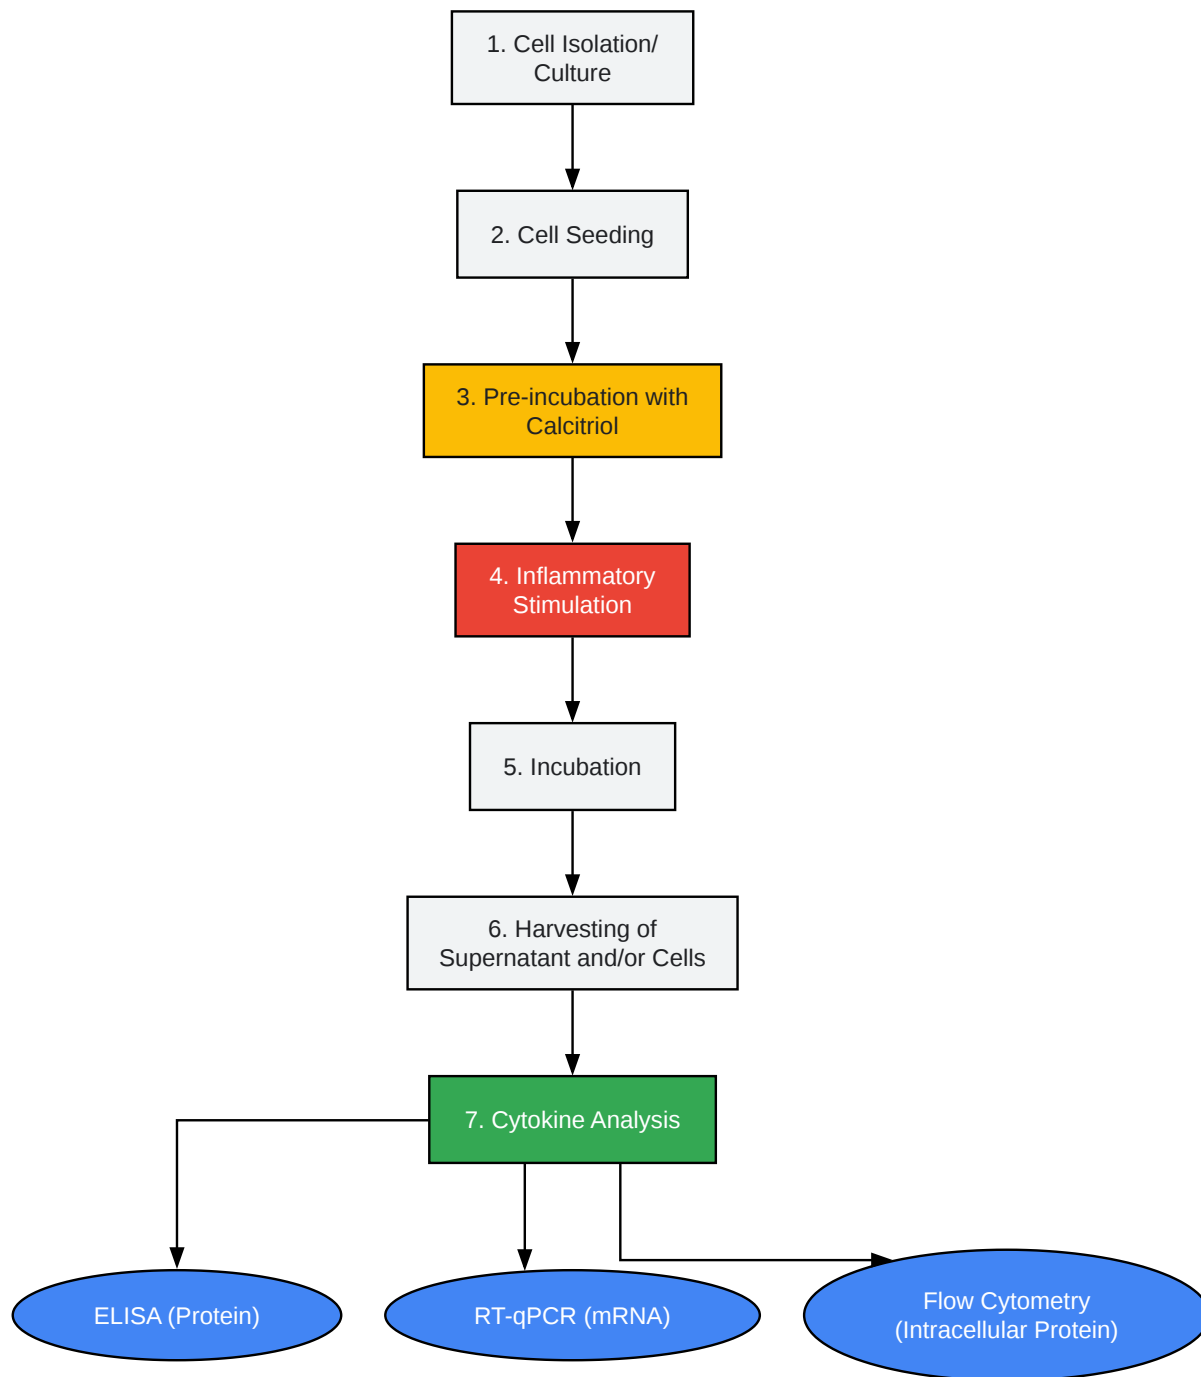 1. Cell Isolation/
Culture
2. Cell Seeding
3. Pre-incubation with
Calcitriol
4. Inflammatory
Stimulation
5. Incubation
6. Harvesting of
Supernatant and/or Cells
7. Cytokine Analysis
ELISA (Protein)
RT-qPCR (mRNA)
Flow Cytometry
(Intracellular Protein)